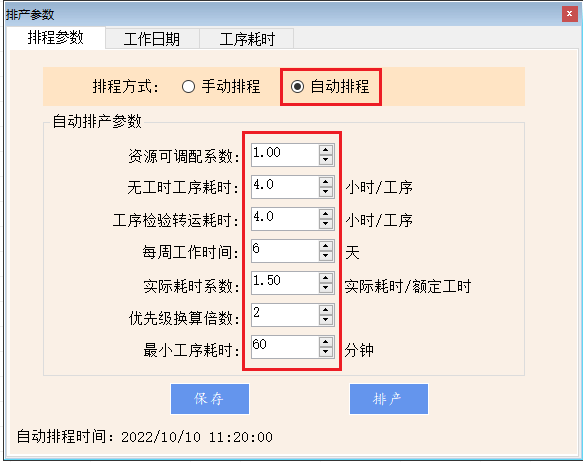 排产参数
排程参数 工作日期 工序耗时
排程方式: 手动排程 自动排程
自动排产参数
资源可调配系数: 1.00
无工时工序耗时: 4.0 小时/工序
工序检验转运耗时: 4.0 小时/工序
每周工作时间: 6 天
实际耗时系数: 1.50 实际耗时/额定工时
优先级换算倍数: 2
最小工序耗时: 60 分钟
保存 排产
自动排程时间: 2022/10/10 11:20:00